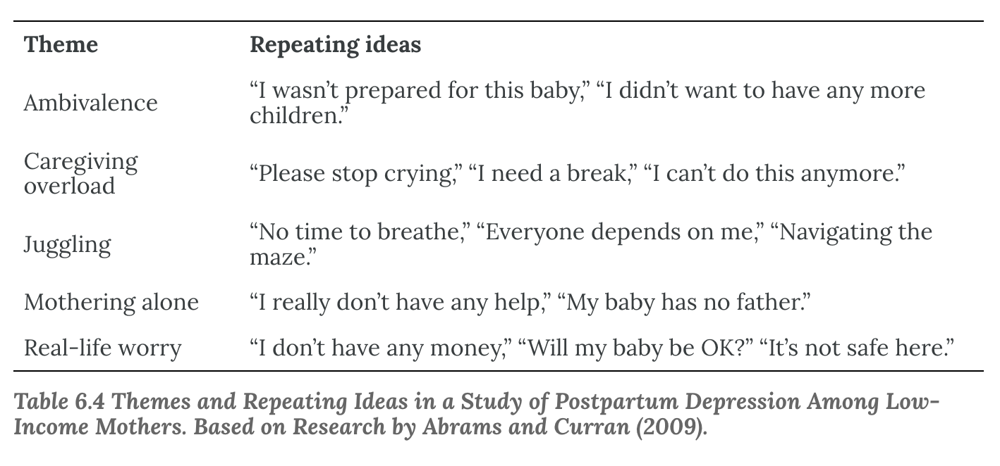 Theme Repeating ideas
Ambivalence “I wasn’t prepared for this baby,” “I didn’t want to have any more
children.”
Caregiving
overload “Please stop crying,” “I need a break,” “I can’t do this anymore.”
Juggling “No time to breathe,” “Everyone depends on me,” “Navigating the
maze.”
Mothering alone “I really don’t have any help,” “My baby has no father.”
Real-life worry “I don’t have any money,” “Will my baby be OK?” “It’s not safe here.”
Table 6.4 Themes and Repeating Ideas in a Study of Postpartum Depression Among Low-
Income Mothers. Based on Research by Abrams and Curran (2009).